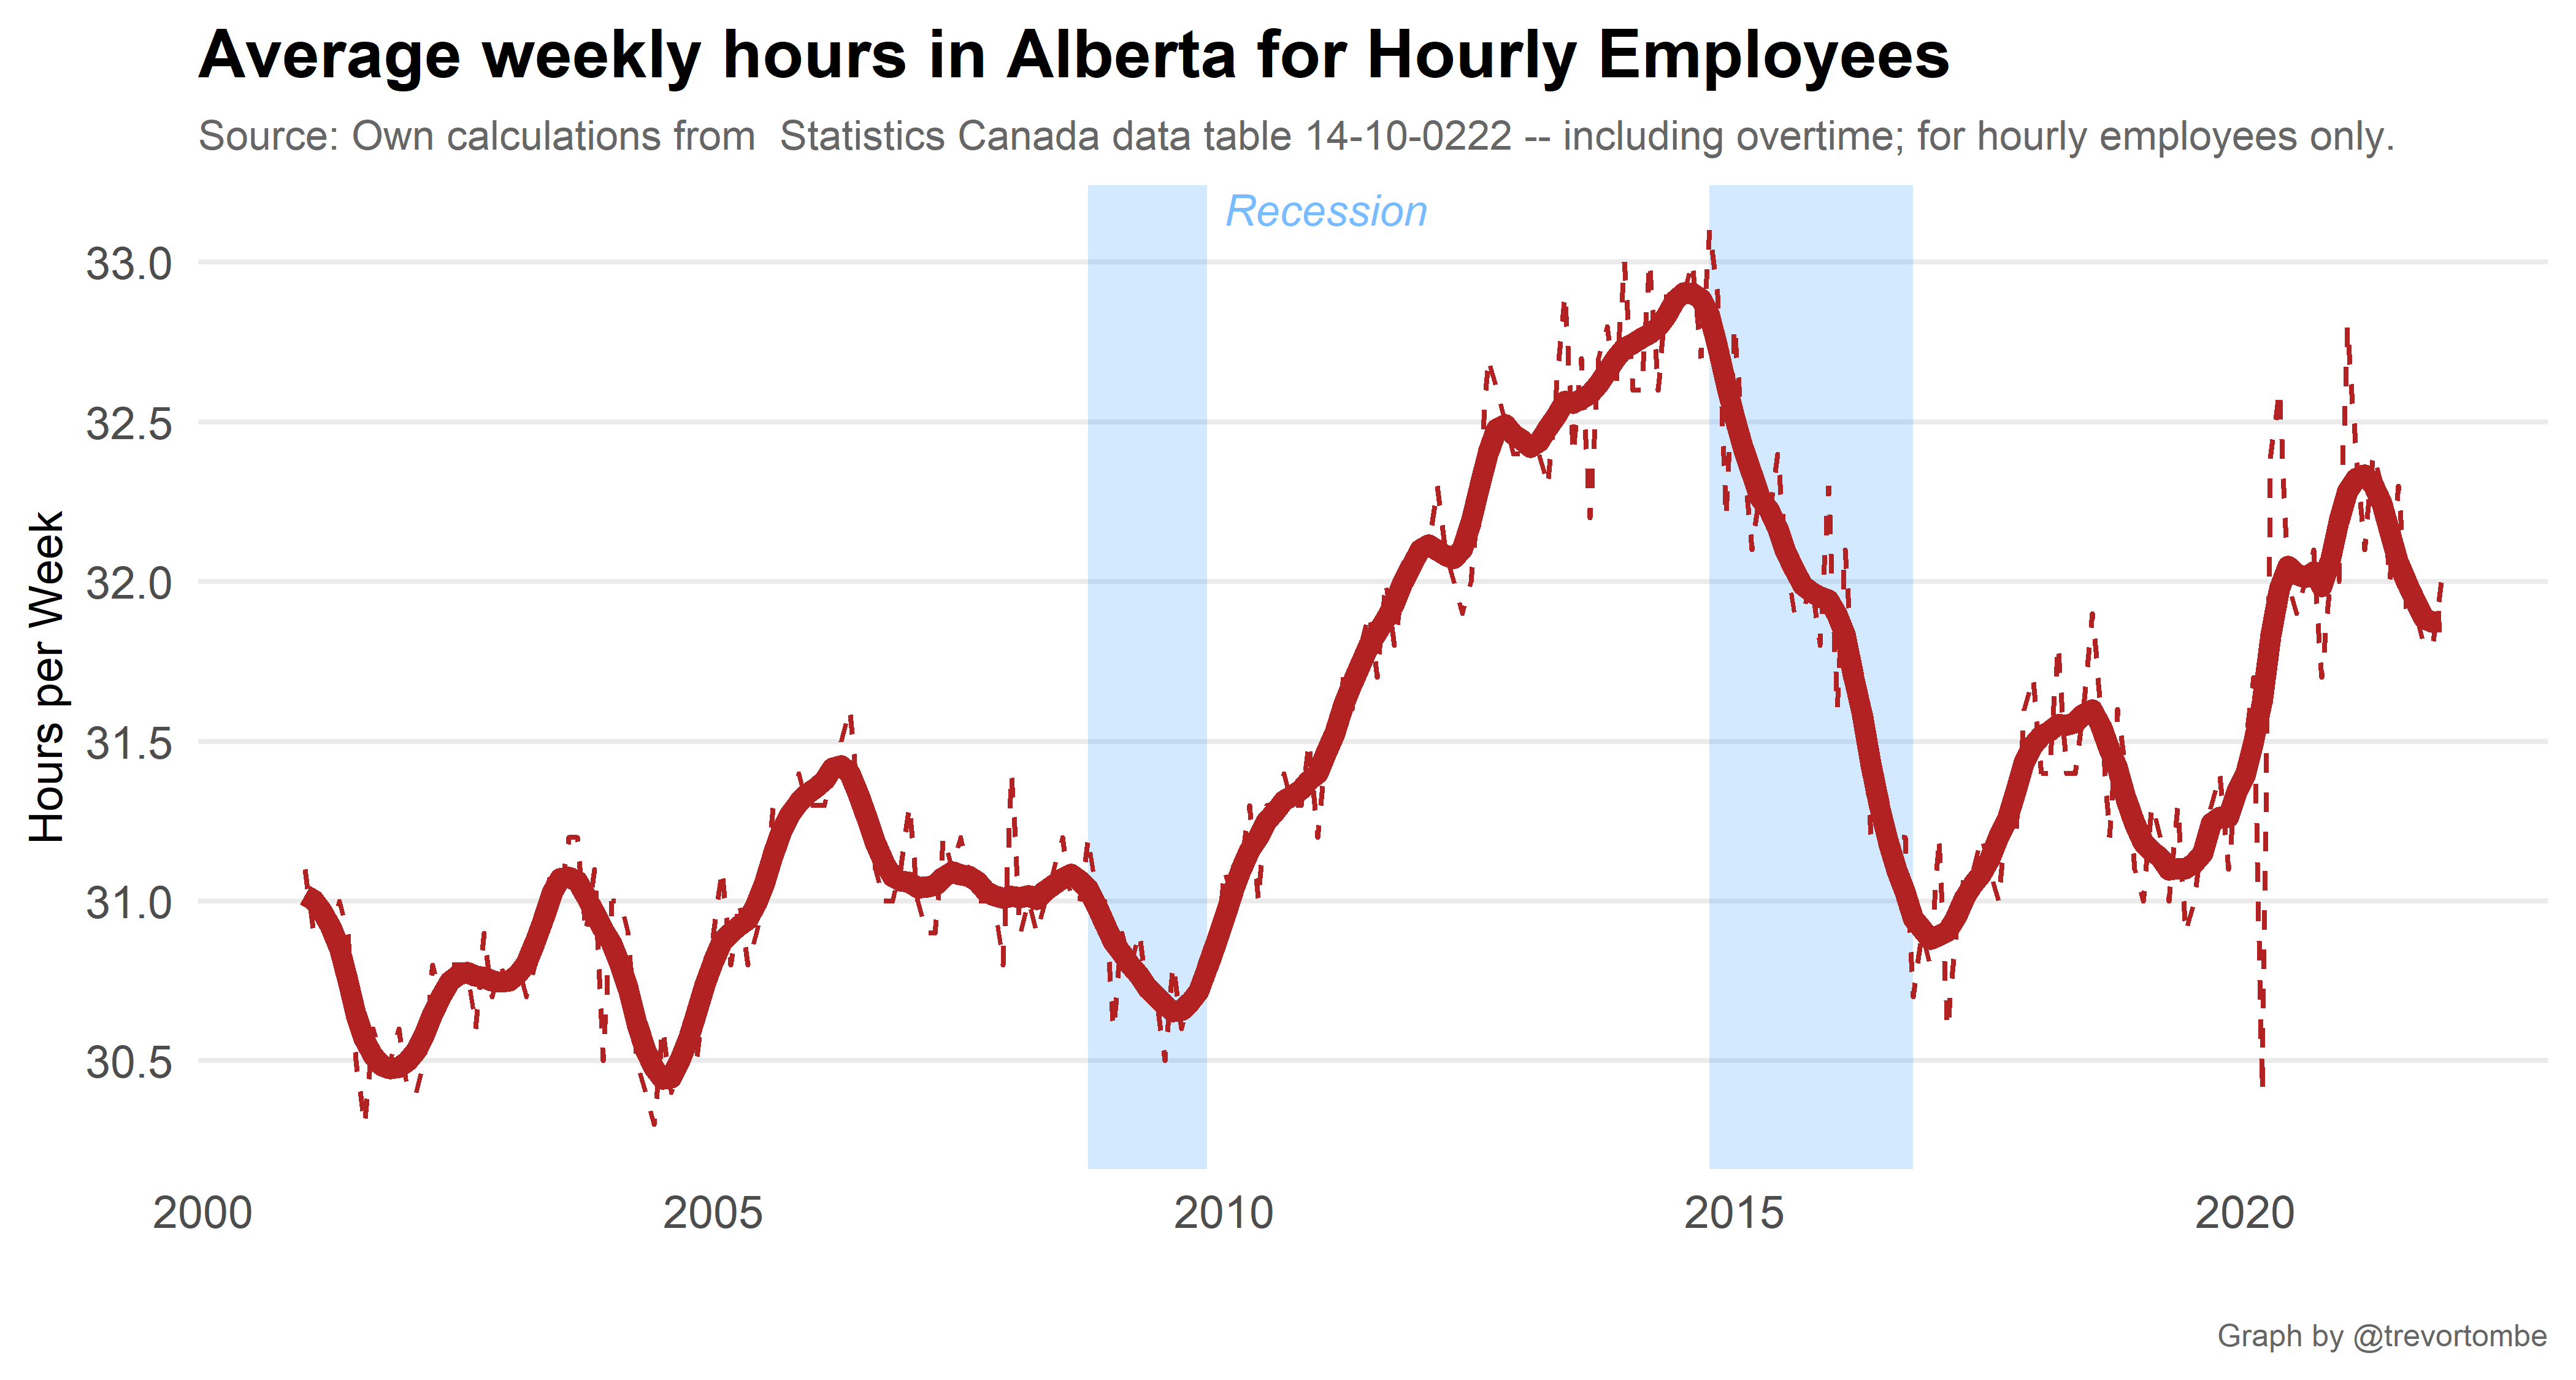 Average weekly hours in Alberta for Hourly Employees
Source: Own calculations from  Statistics Canada data table 14-10-0222 -- including overtime; for hourly employees only.
Recession
33.0
32.5
32.0
31.5
31.0
30.5
Hours per Week
2000 2005 2010 2015 2020
Graph by @trevortombe